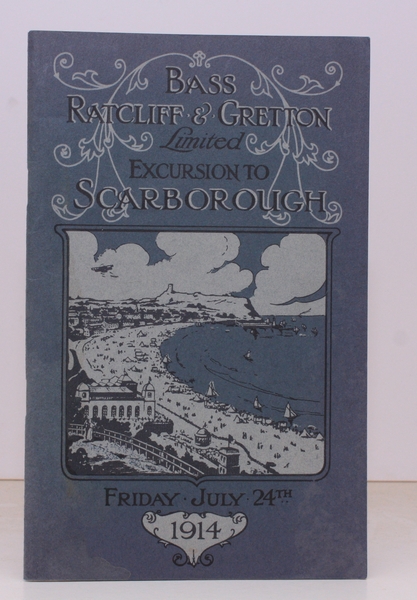 BASS
RATCLIFF & GRETTON
Limited
EXCURSION TO
SCARBOROUGH
FRIDAY · JULY · 24TH
1914